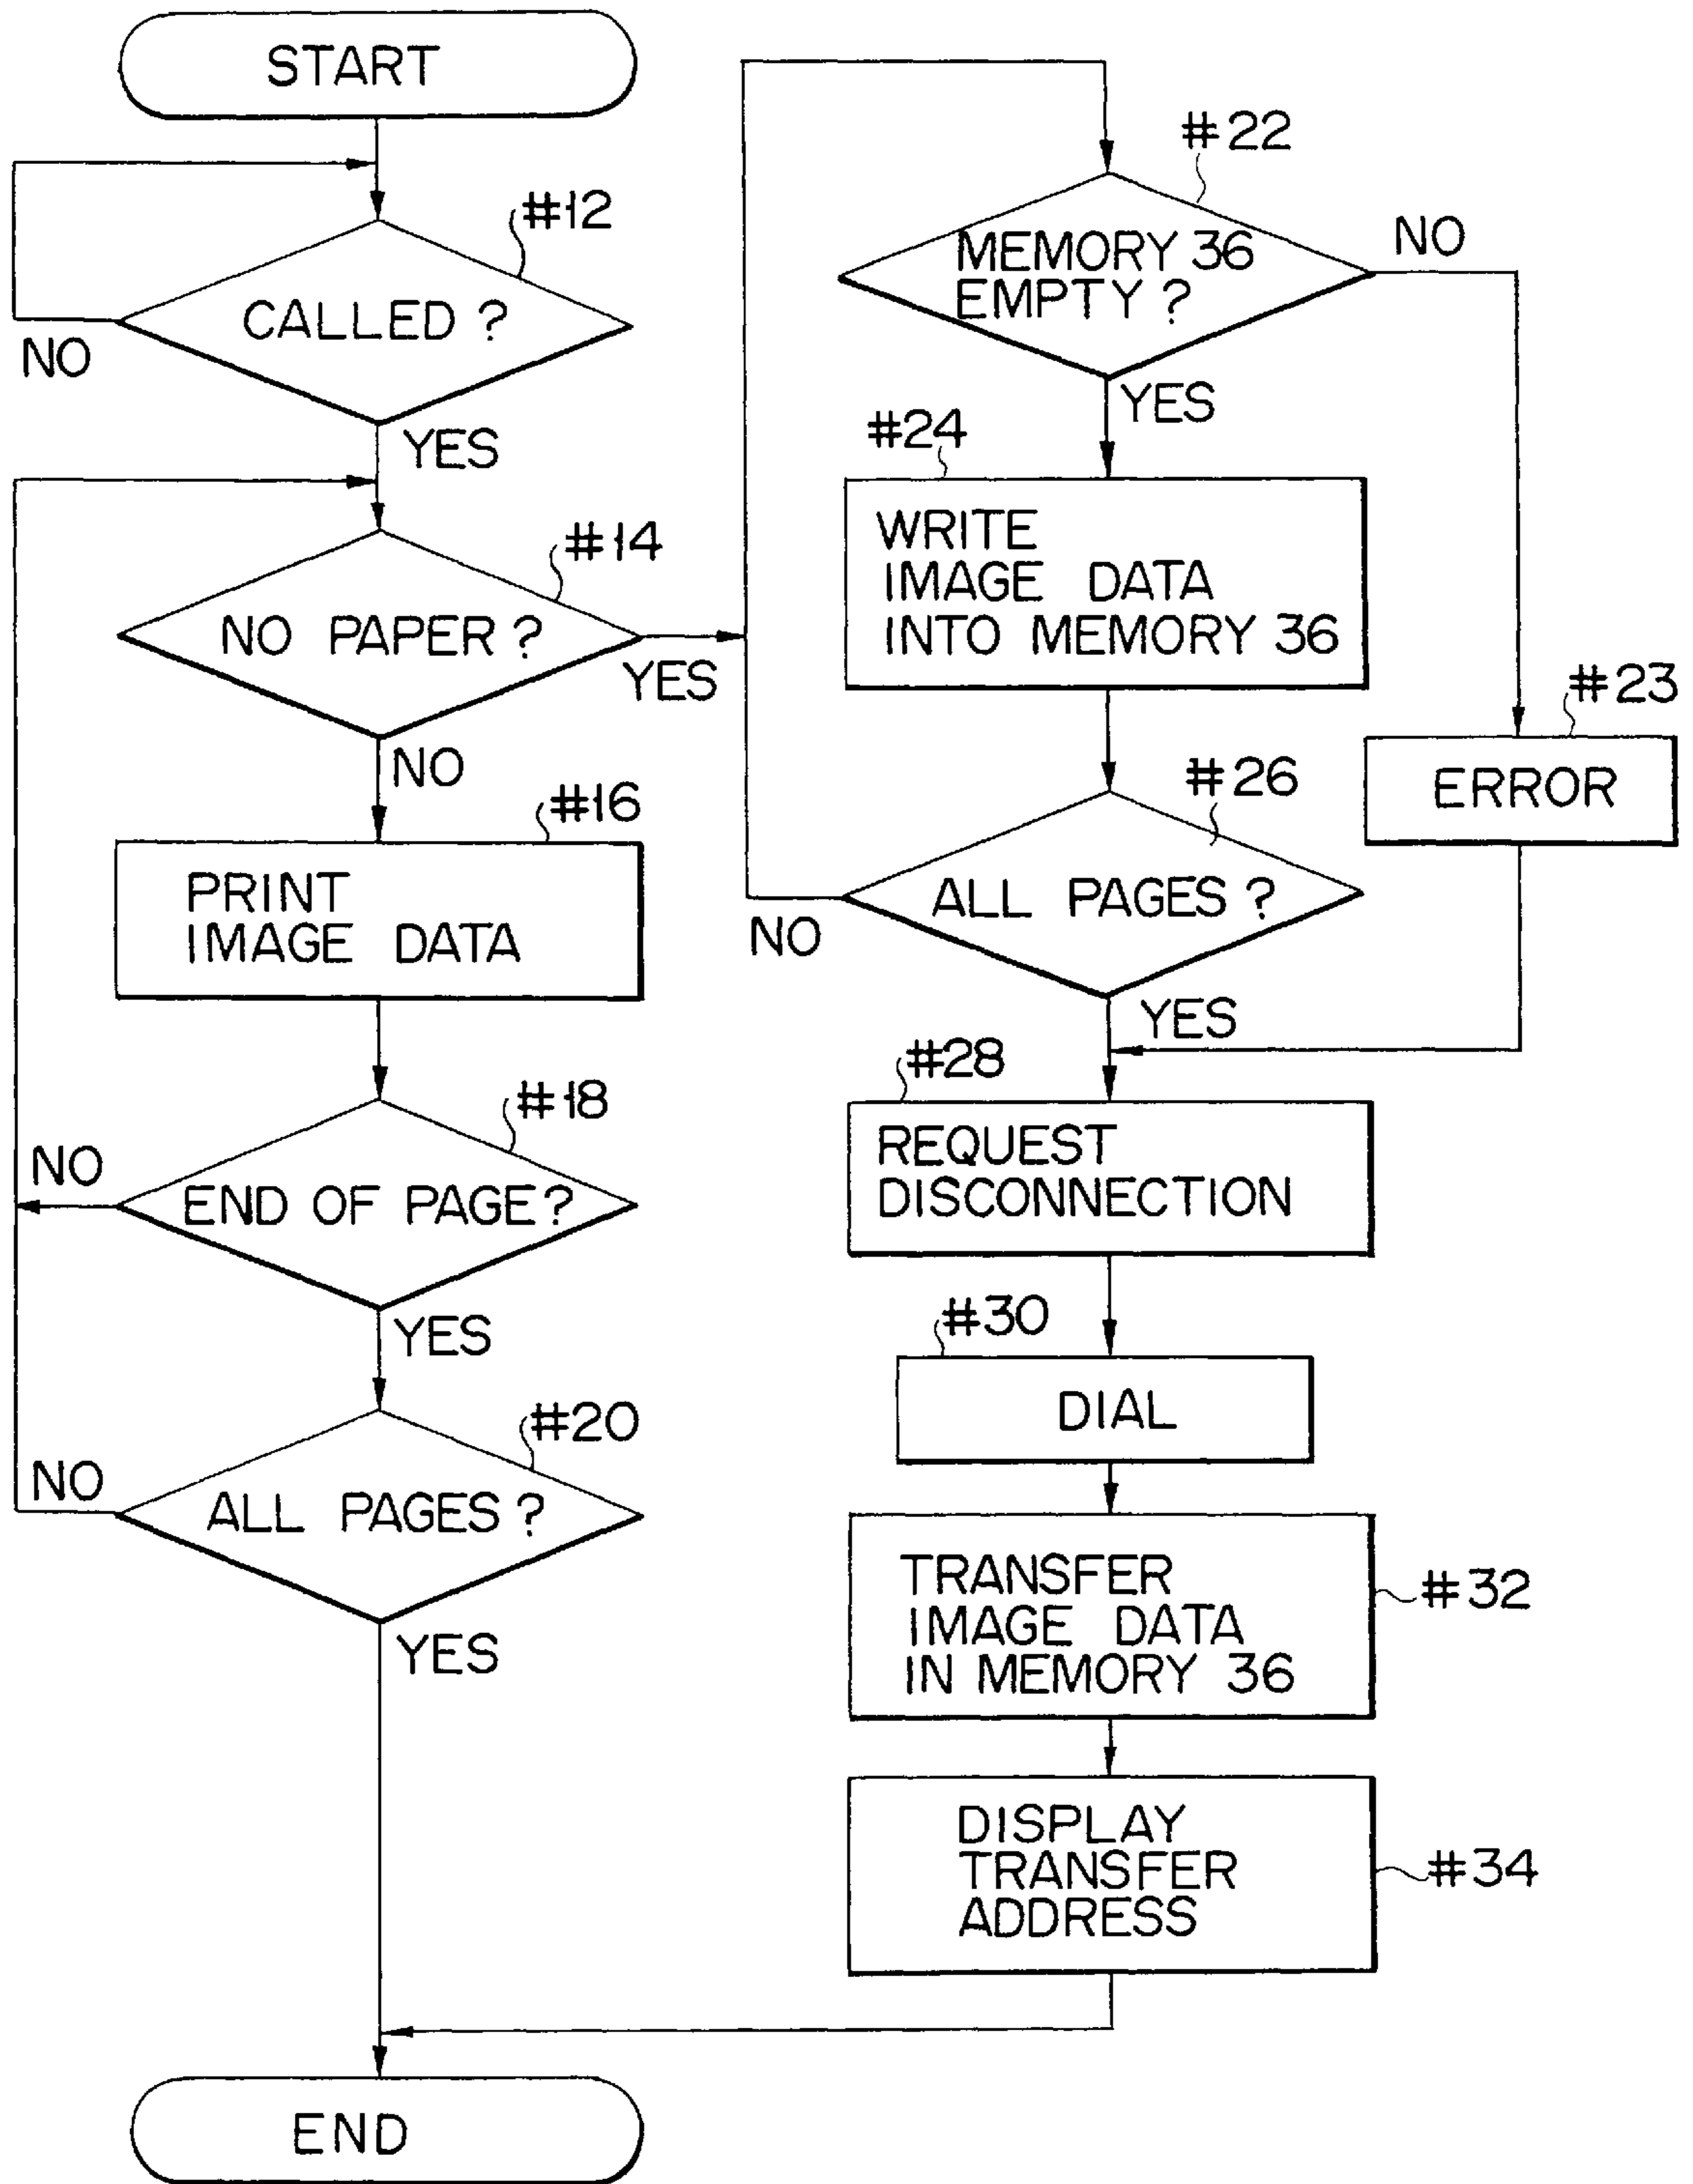 START
#12
CALLED ?
NO
YES
#14
NO PAPER ?
YES
NO
#16
PRINT
IMAGE DATA
#18
NO
END OF PAGE?
YES
#20
NO
ALL PAGES ?
YES
END
#22
MEMORY 36
EMPTY ?
NO
YES
#24
WRITE
IMAGE DATA
INTO MEMORY 36
#23
ERROR
#26
ALL PAGES ?
NO
YES
#28
REQUEST
DISCONNECTION
#30
DIAL
TRANSFER
IMAGE DATA
IN MEMORY 36
#32
DISPLAY
TRANSFER
ADDRESS
#34